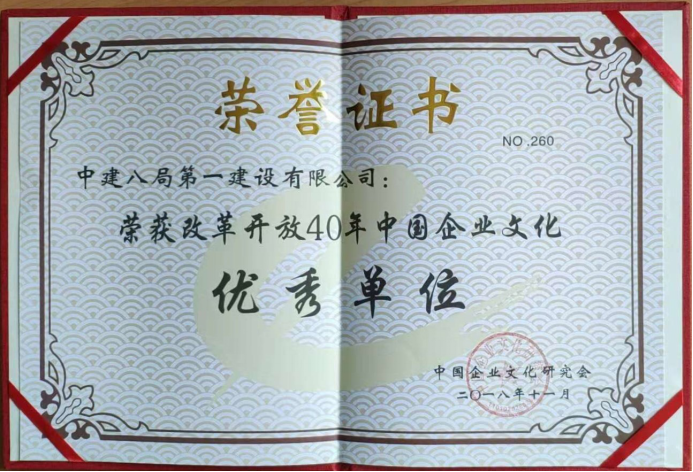 荣誉证书
NO.260
中建八局第一建设有限公司：
荣获改革开放40年中国企业文化
优秀单位
中国企业文化研究会
二〇一八年十一月